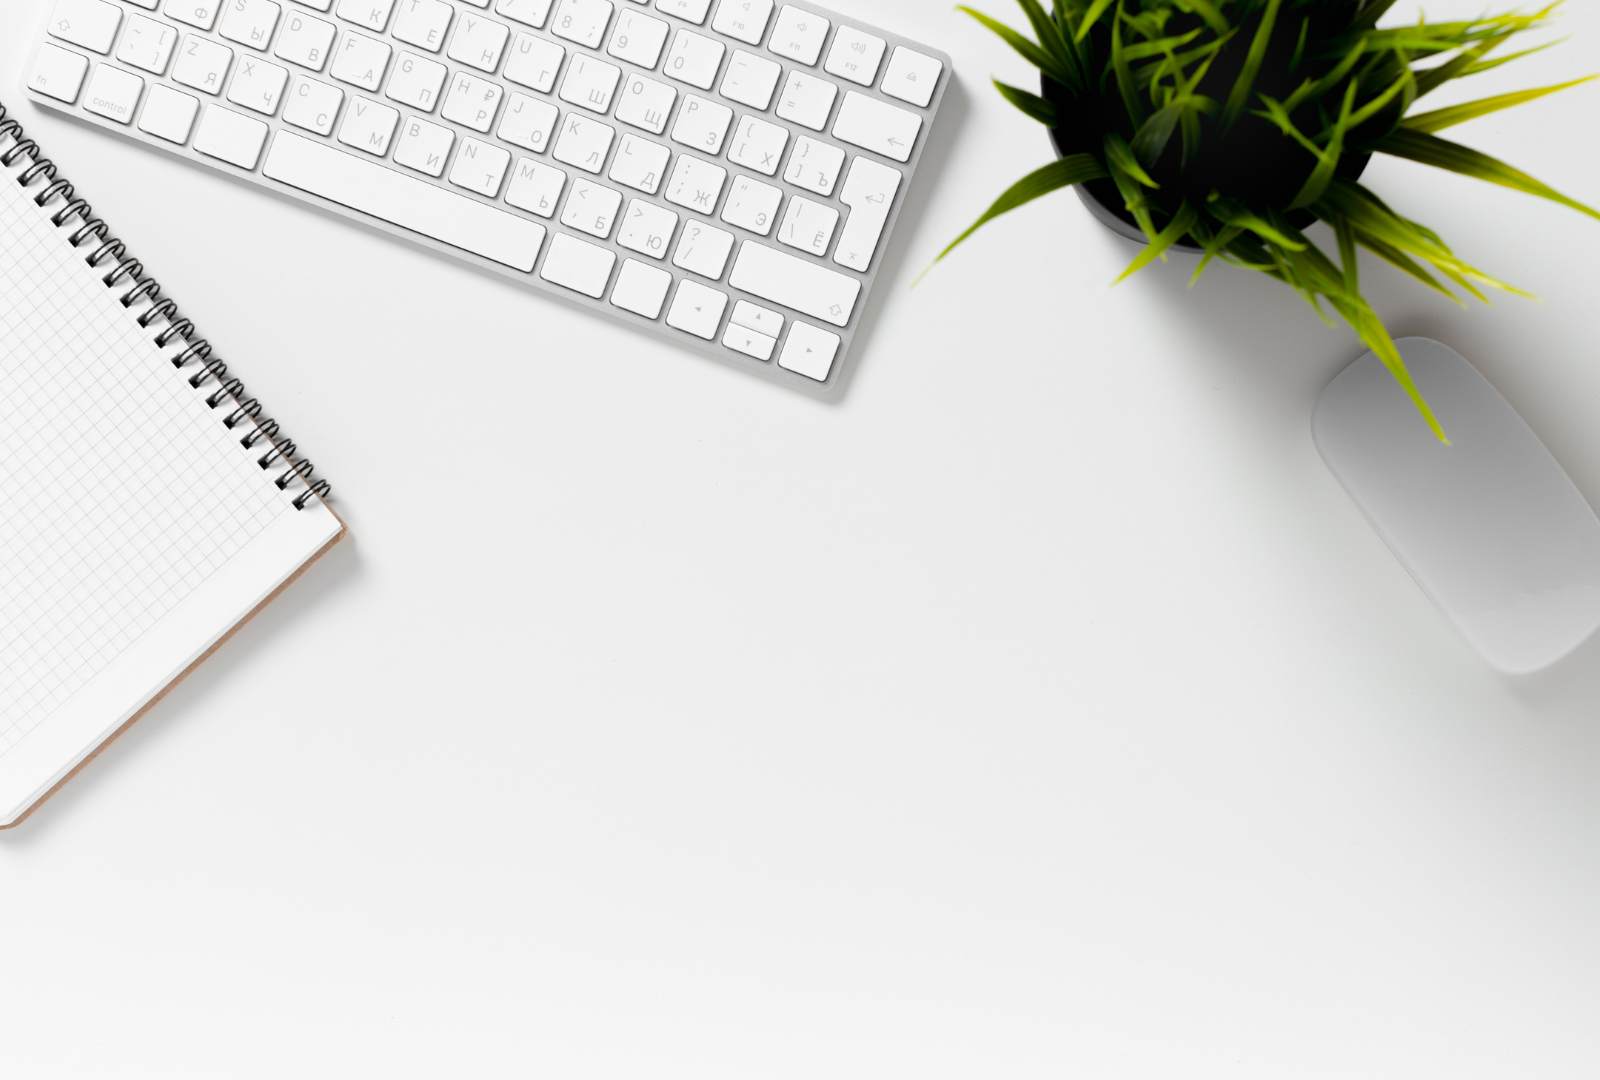 F9 F10 F11 F12
* 8 ; ( 9 ) 0 _ - + =
К T Е Y Н U Г I Ш O Щ P З { [ Х } ] Ъ
Ф S Ы D В F А G П H ₽ Р J О K Л L Д : ; Ж " ' Э | \ Ё
~ [ ` ] Z Я X Ч C С V М B И N Т M Ь < , Б > . Ю ? /
fn control